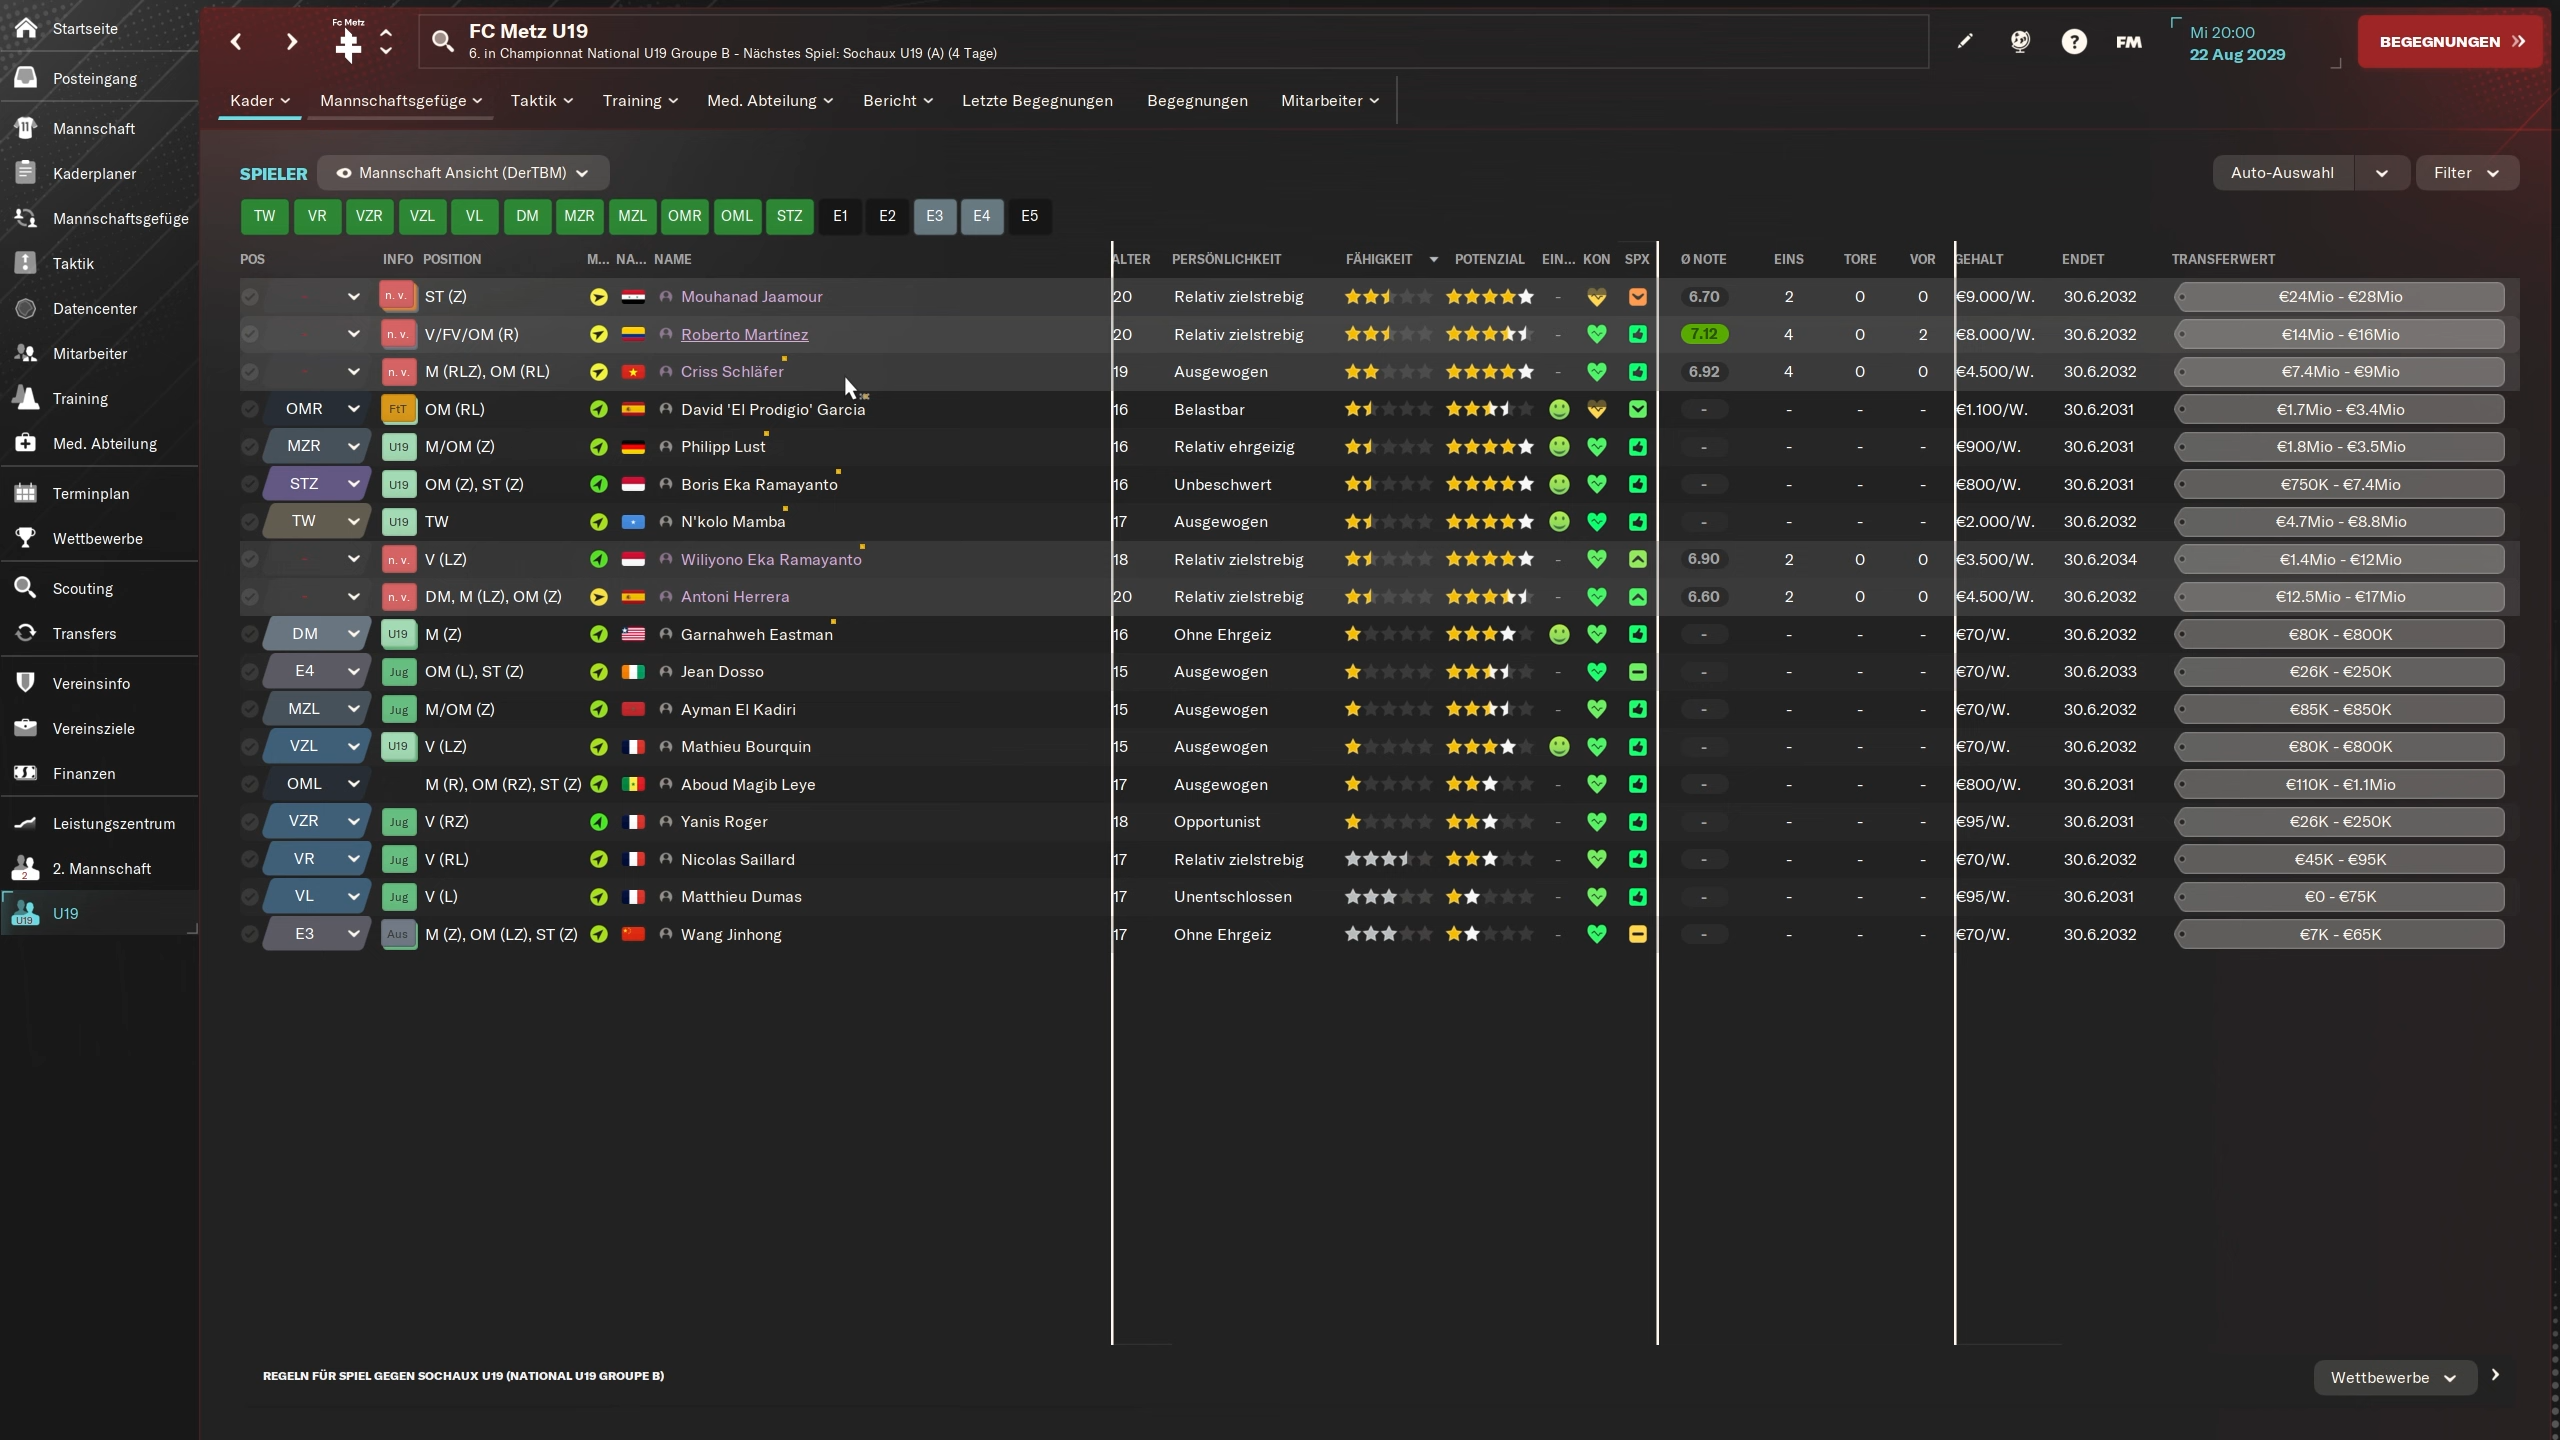 Startseite
Posteingang
Mannschaft
Kaderplaner
Mannschaftsgefüge
Taktik
Datencenter
Mitarbeiter
Training
Med. Abteilung
Terminplan
Wettbewerbe
Scouting
Transfers
Vereinsinfo
Vereinsziele
Finanzen
Leistungszentrum
2. Mannschaft
U19
Fc Metz
FC Metz U19
6. in Championnat National U19 Groupe B - Nächstes Spiel: Sochaux U19 (A) (4 Tage)
FM
Mi 20:00
22 Aug 2029
BEGEGNUNGEN
Kader Mannschaftsgefüge Taktik Training Med. Abteilung Bericht Letzte Begegnungen Begegnungen Mitarbeiter
SPIELER Mannschaft Ansicht (DerTBM) Auto-Auswahl Filter
TW VR VZR VZL VL DM MZR MZL OMR OML STZ E1 E2 E3 E4 E5
POS INFO POSITION M... NA... NAME ALTER PERSÖNLICHKEIT FÄHIGKEIT POTENZIAL EIN... KON SPX Ø NOTE EINS TORE VOR GEHALT ENDET TRANSFERWERT
- n. v. ST (Z) Mouhanad Jaamour 20 Relativ zielstrebig - 6.70 2 0 0 €9.000/W. 30.6.2032 €24Mio - €28Mio
- n. v. V/FV/OM (R) Roberto Martínez 20 Relativ zielstrebig - 7.12 4 0 2 €8.000/W. 30.6.2032 €14Mio - €16Mio
- n. v. M (RLZ), OM (RL) Criss Schläfer 19 Ausgewogen - 6.92 4 0 0 €4.500/W. 30.6.2032 €7.4Mio - €9Mio
OMR FtT OM (RL) David 'El Prodigio' García 16 Belastbar - - - - €1.100/W. 30.6.2031 €1.7Mio - €3.4Mio
MZR U19 M/OM (Z) Philipp Lust 16 Relativ ehrgeizig - - - - €900/W. 30.6.2031 €1.8Mio - €3.5Mio
STZ U19 OM (Z), ST (Z) Boris Eka Ramayanto 16 Unbeschwert - - - - €800/W. 30.6.2031 €750K - €7.4Mio
TW U19 TW N'kolo Mamba 17 Ausgewogen - - - - €2.000/W. 30.6.2032 €4.7Mio - €8.8Mio
- n. v. V (LZ) Wiliyono Eka Ramayanto 18 Relativ zielstrebig - 6.90 2 0 0 €3.500/W. 30.6.2034 €1.4Mio - €12Mio
- n. v. DM, M (LZ), OM (Z) Antoni Herrera 20 Relativ zielstrebig - 6.60 2 0 0 €4.500/W. 30.6.2032 €12.5Mio - €17Mio
DM U19 M (Z) Garnahweh Eastman 16 Ohne Ehrgeiz - - - - €70/W. 30.6.2032 €80K - €800K
E4 Jug OM (L), ST (Z) Jean Dosso 15 Ausgewogen - - - - - €70/W. 30.6.2033 €26K - €250K
MZL Jug M/OM (Z) Ayman El Kadiri 15 Ausgewogen - - - - - €70/W. 30.6.2032 €85K - €850K
VZL U19 V (LZ) Mathieu Bourquin 15 Ausgewogen - - - - €70/W. 30.6.2032 €80K - €800K
OML M (R), OM (RZ), ST (Z) Aboud Magib Leye 17 Ausgewogen - - - - - €800/W. 30.6.2031 €110K - €1.1Mio
VZR Jug V (RZ) Yanis Roger 18 Opportunist - - - - - €95/W. 30.6.2031 €26K - €250K
VR Jug V (RL) Nicolas Saillard 17 Relativ zielstrebig - - - - - €70/W. 30.6.2032 €45K - €95K
VL Jug V (L) Matthieu Dumas 17 Unentschlossen - - - - - €95/W. 30.6.2031 €0 - €75K
E3 Aus M (Z), OM (LZ), ST (Z) Wang Jinhong 17 Ohne Ehrgeiz - - - - - €70/W. 30.6.2032 €7K - €65K
REGELN FÜR SPIEL GEGEN SOCHAUX U19 (NATIONAL U19 GROUPE B) Wettbewerbe